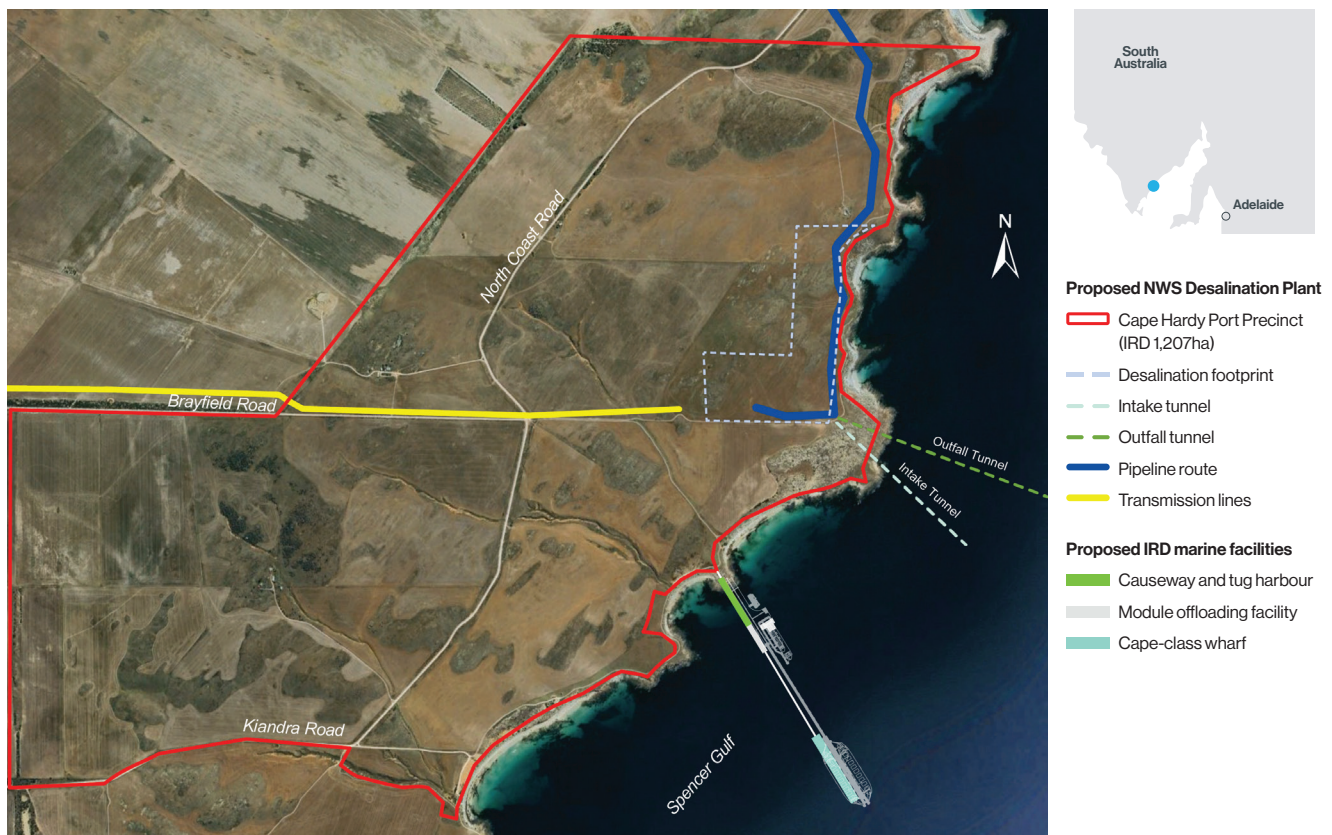 North Coast Road
Brayfield Road
Kiandra Road
Outfall Tunnel
Intake Tunnel
Spencer Gulf
N
South
Australia
Adelaide
Proposed NWS Desalination Plant
Cape Hardy Port Precinct
(IRD 1,207ha)
Desalination footprint
Intake tunnel
Outfall tunnel
Pipeline route
Transmission lines
Proposed IRD marine facilities
Causeway and tug harbour
Module offloading facility
Cape-class wharf